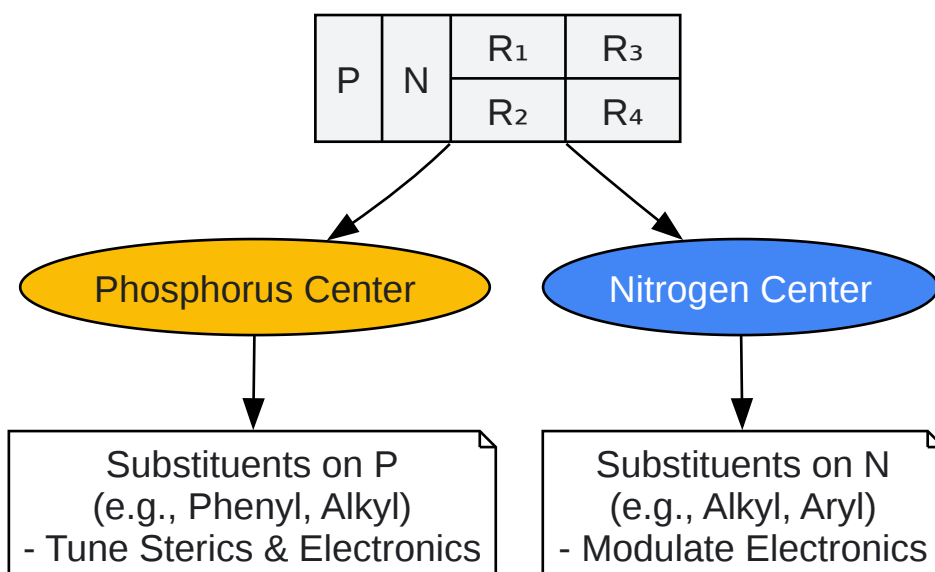 P
N
R₁
R₃
R₂
R₄
Phosphorus Center
Nitrogen Center
Substituents on P
(e.g., Phenyl, Alkyl)
- Tune Sterics & Electronics
Substituents on N
(e.g., Alkyl, Aryl)
- Modulate Electronics